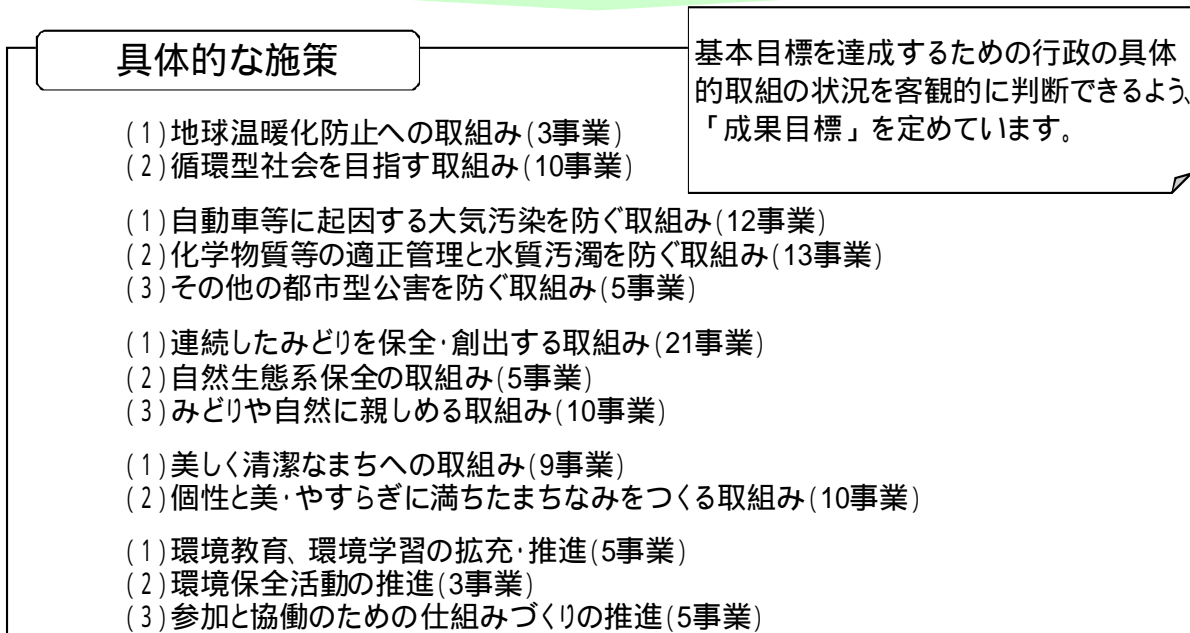 具体的な施策
基本目標を達成するための行政の具体
的取組の状況を客観的に判断できるよう、
「成果目標」を定めています。
(1)地球温暖化防止への取組み(3事業)
(2)循環型社会を目指す取組み(10事業)
(1)自動車等に起因する大気汚染を防ぐ取組み(12事業)
(2)化学物質等の適正管理と水質汚濁を防ぐ取組み(13事業)
(3)その他の都市型公害を防ぐ取組み(5事業)
(1)連続したみどりを保全･創出する取組み(21事業)
(2)自然生態系保全の取組み(5事業)
(3)みどりや自然に親しめる取組み(10事業)
(1)美しく清潔なまちへの取組み(9事業)
(2)個性と美･やすらぎに満ちたまちなみをつくる取組み(10事業)
(1)環境教育、環境学習の拡充･推進(5事業)
(2)環境保全活動の推進(3事業)
(3)参加と協働のための仕組みづくりの推進(5事業)